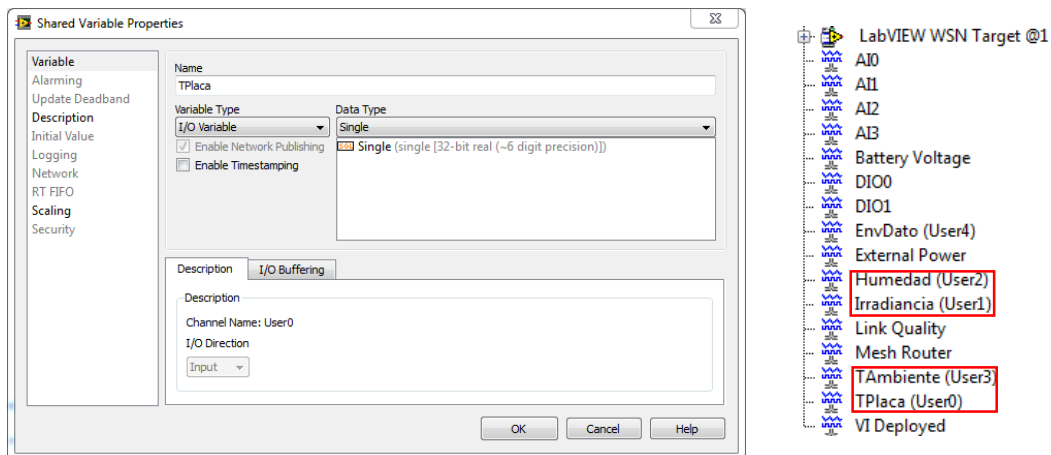 Shared Variable Properties
Variable
Alarming
Update Deadband
Description
Initial Value
Logging
Network
RT FIFO
Scaling
Security
Name
TPlaca
Variable Type
Data Type
I/O Variable
Single
Enable Network Publishing
Enable Timestamping
Single (single [32-bit real (~6 digit precision)])
Description
I/O Buffering
Description
Channel Name: User0
I/O Direction
Input
OK
Cancel
Help
LabVIEW WSN Target @1
AI0
AI1
AI2
AI3
Battery Voltage
DIO0
DIO1
EnvDato (User4)
External Power
Humedad (User2)
Irradiancia (User1)
Link Quality
Mesh Router
TAmbiente (User3)
TPlaca (User0)
VI Deployed